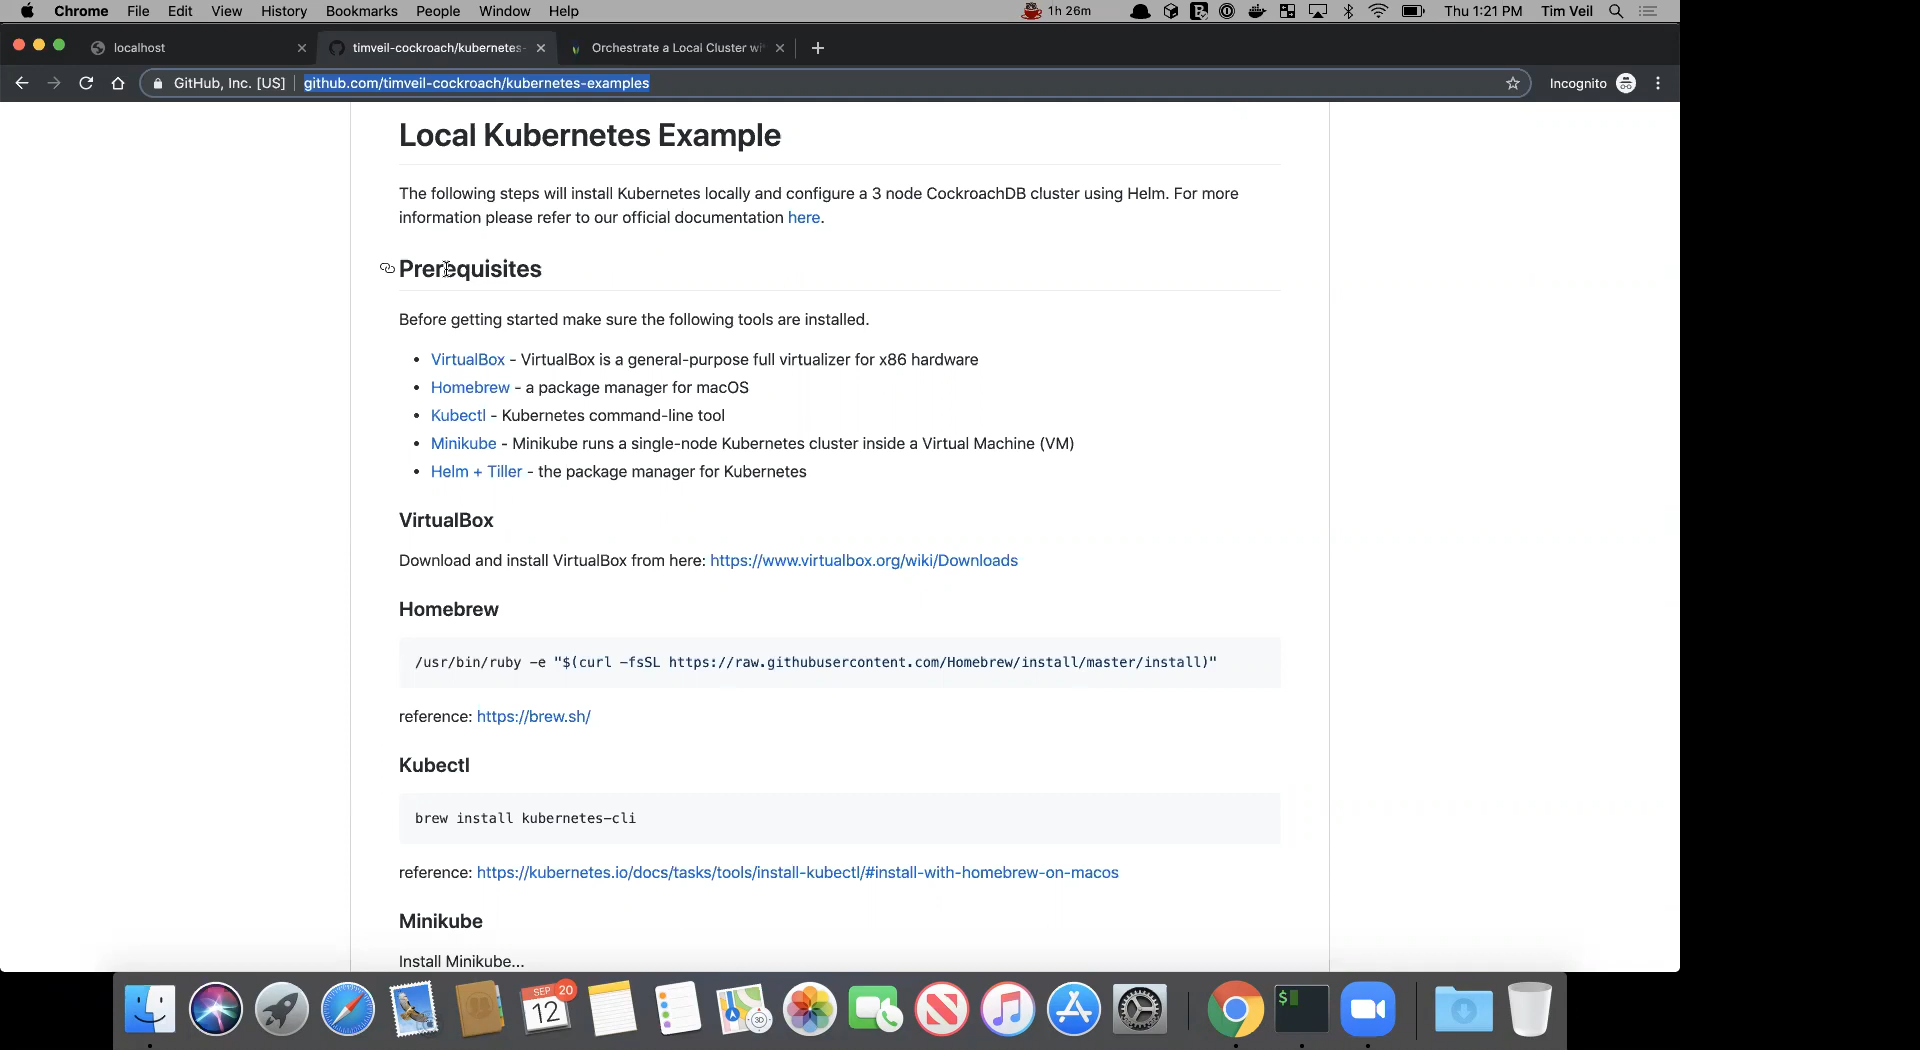 Chrome File Edit View History Bookmarks People Window Help 1h 26m Thu 1:21 PM Tim Veil
localhost timveil-cockroach/kubernetes- Orchestrate a Local Cluster wi
GitHub, Inc. [US] github.com/timveil-cockroach/kubernetes-examples Incognito
Local Kubernetes Example
The following steps will install Kubernetes locally and configure a 3 node CockroachDB cluster using Helm. For more
information please refer to our official documentation here.
Prerequisites
Before getting started make sure the following tools are installed.
• VirtualBox - VirtualBox is a general-purpose full virtualizer for x86 hardware
• Homebrew - a package manager for macOS
• Kubectl - Kubernetes command-line tool
• Minikube - Minikube runs a single-node Kubernetes cluster inside a Virtual Machine (VM)
• Helm + Tiller - the package manager for Kubernetes
VirtualBox
Download and install VirtualBox from here: https://www.virtualbox.org/wiki/Downloads
Homebrew
/usr/bin/ruby -e "$(curl -fsSL https://raw.githubusercontent.com/Homebrew/install/master/install)"
reference: https://brew.sh/
Kubectl
brew install kubernetes-cli
reference: https://kubernetes.io/docs/tasks/tools/install-kubectl/#install-with-homebrew-on-macos
Minikube
Install Minikube...
SEP 20
12
3D
$